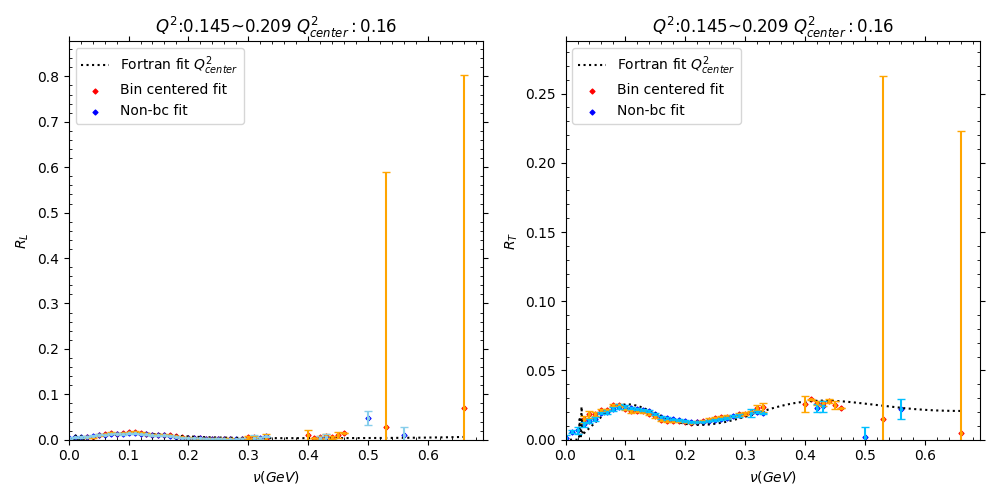 Q²:0.145~0.209 Q²center : 0.16
Fortran fit Q²center
Bin centered fit
Non-bc fit
R_L
0.8
0.7
0.6
0.5
0.4
0.3
0.2
0.1
0.0
0.0 0.1 0.2 0.3 0.4 0.5 0.6
ν(GeV)
Q²:0.145~0.209 Q²center : 0.16
Fortran fit Q²center
Bin centered fit
Non-bc fit
R_T
0.25
0.20
0.15
0.10
0.05
0.00
0.0 0.1 0.2 0.3 0.4 0.5 0.6
ν(GeV)